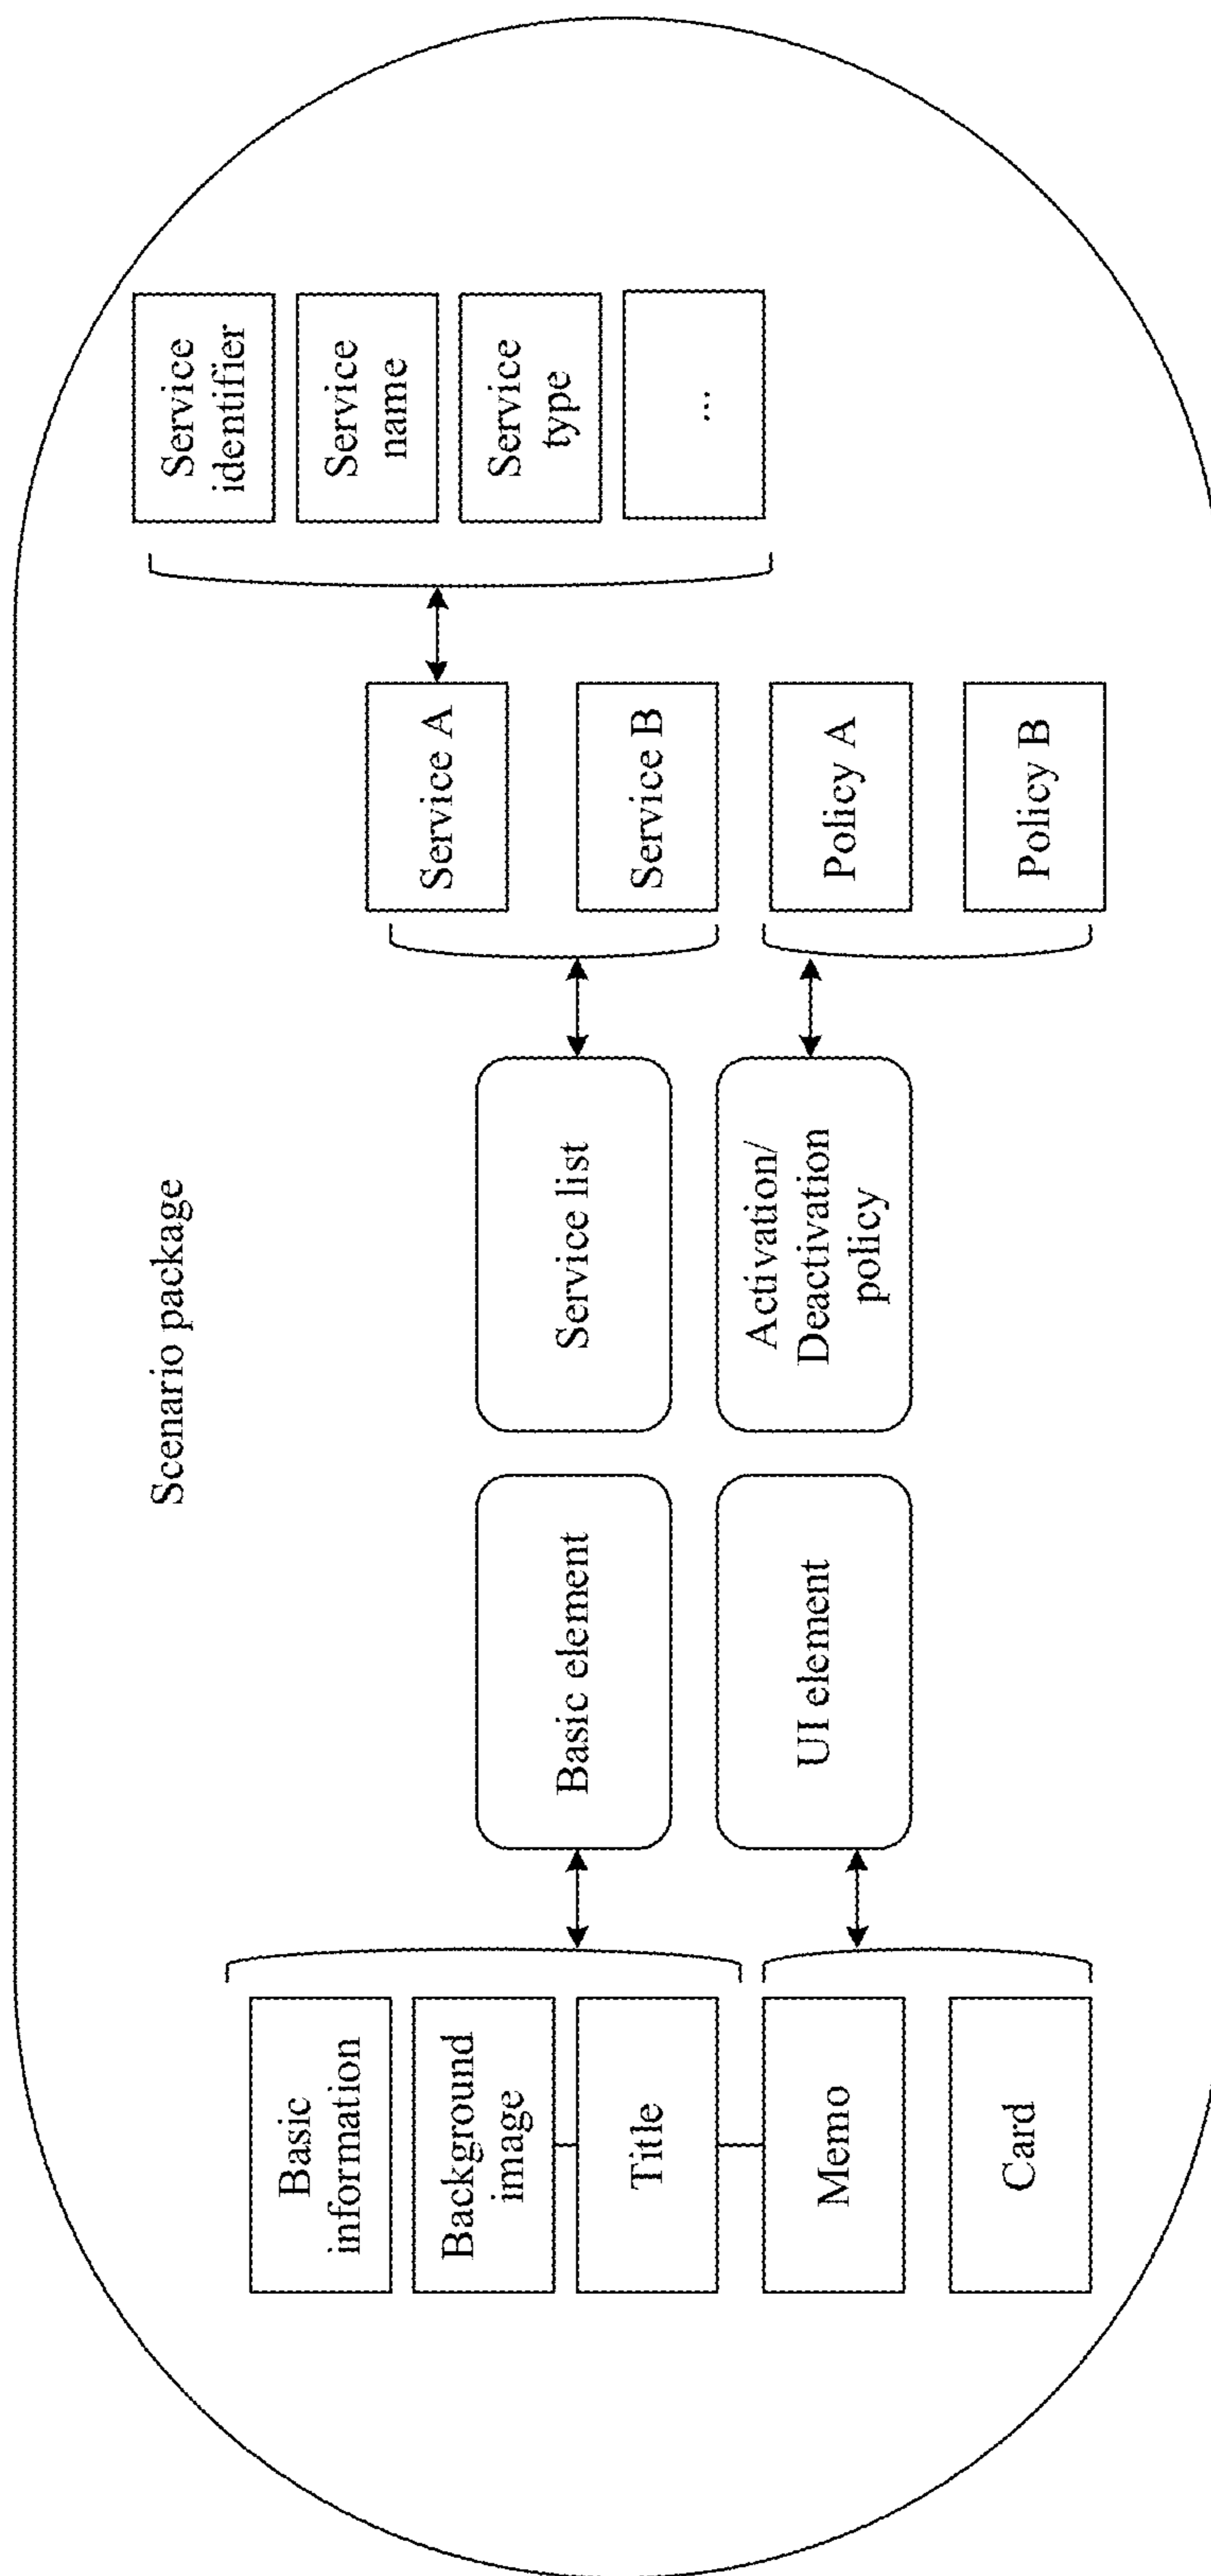 Scenario package
Basic
information
Background
image
Title
Memo
Card
Basic element
UI element
Service list
Activation/
Deactivation
policy
Service A
Service B
Policy A
Policy B
Service
identifier
Service
name
Service
type
...